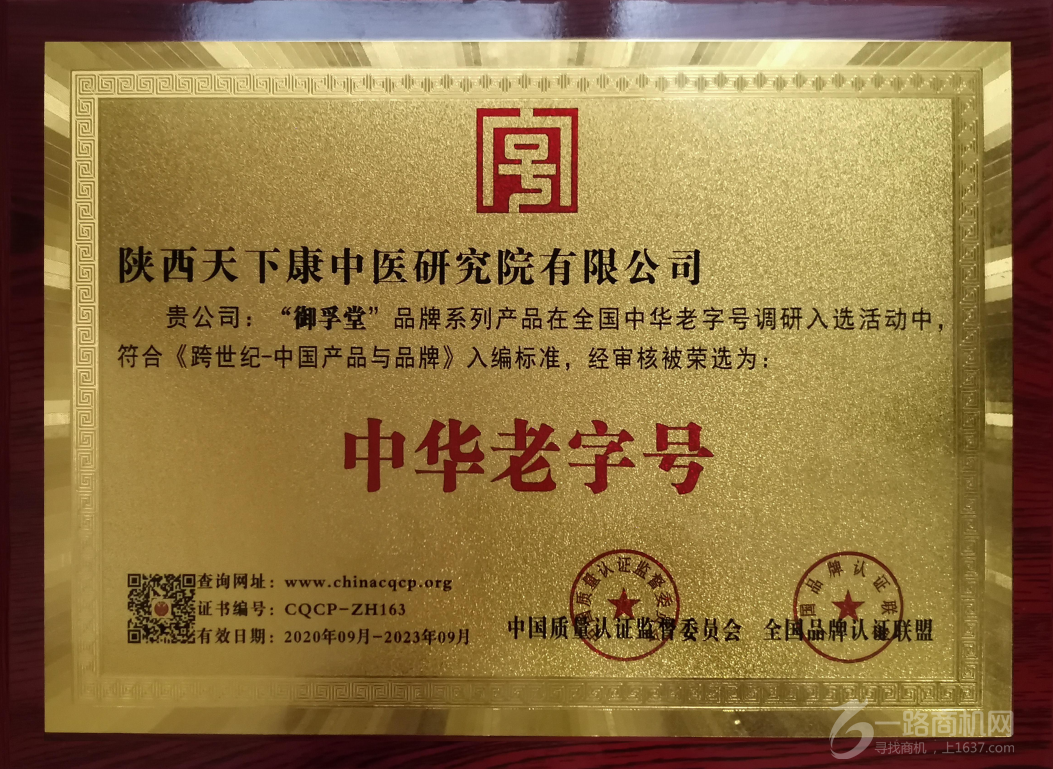 陕西天下康中医研究院有限公司
贵公司：“御孚堂”品牌系列产品在全国中华老字号调研入选活动中，
符合《跨世纪-中国产品与品牌》入编标准，经审核被荣选为：
中华老字号
查询网址：www.chinacqcp.org
证书编号：CQCP-ZH163
有效日期：2020年09月-2023年09月
中国质量认证监督委员会 全国品牌认证联盟
一路商机网
寻找商机，上1637.com